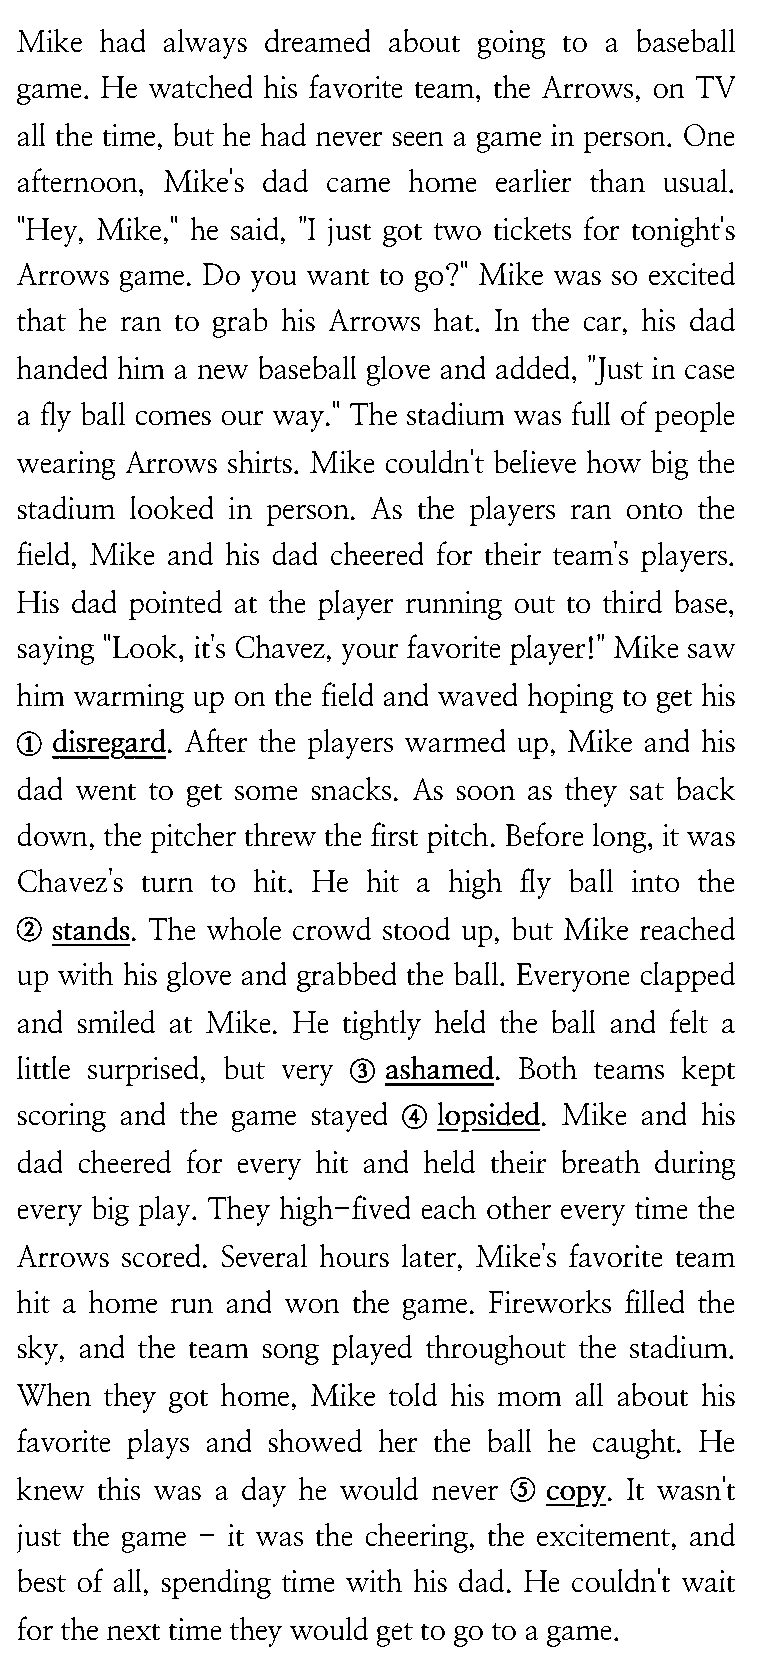 Mike had always dreamed about going to a baseball
game. He watched his favorite team, the Arrows, on TV
all the time, but he had never seen a game in person. One
afternoon, Mike's dad came home earlier than usual.
"Hey, Mike," he said, "I just got two tickets for tonight's
Arrows game. Do you want to go?" Mike was so excited
that he ran to grab his Arrows hat. In the car, his dad
handed him a new baseball glove and added, "Just in case
a fly ball comes our way." The stadium was full of people
wearing Arrows shirts. Mike couldn't believe how big the
stadium looked in person. As the players ran onto the
field, Mike and his dad cheered for their team's players.
His dad pointed at the player running out to third base,
saying "Look, it's Chavez, your favorite player!" Mike saw
him warming up on the field and waved hoping to get his
① disregard. After the players warmed up, Mike and his
dad went to get some snacks. As soon as they sat back
down, the pitcher threw the first pitch. Before long, it was
Chavez's turn to hit. He hit a high fly ball into the
② stands. The whole crowd stood up, but Mike reached
up with his glove and grabbed the ball. Everyone clapped
and smiled at Mike. He tightly held the ball and felt a
little surprised, but very ③ ashamed. Both teams kept
scoring and the game stayed ④ lopsided. Mike and his
dad cheered for every hit and held their breath during
every big play. They high-fived each other every time the
Arrows scored. Several hours later, Mike's favorite team
hit a home run and won the game. Fireworks filled the
sky, and the team song played throughout the stadium.
When they got home, Mike told his mom all about his
favorite plays and showed her the ball he caught. He
knew this was a day he would never ⑤ copy. It wasn't
just the game - it was the cheering, the excitement, and
best of all, spending time with his dad. He couldn't wait
for the next time they would get to go to a game.